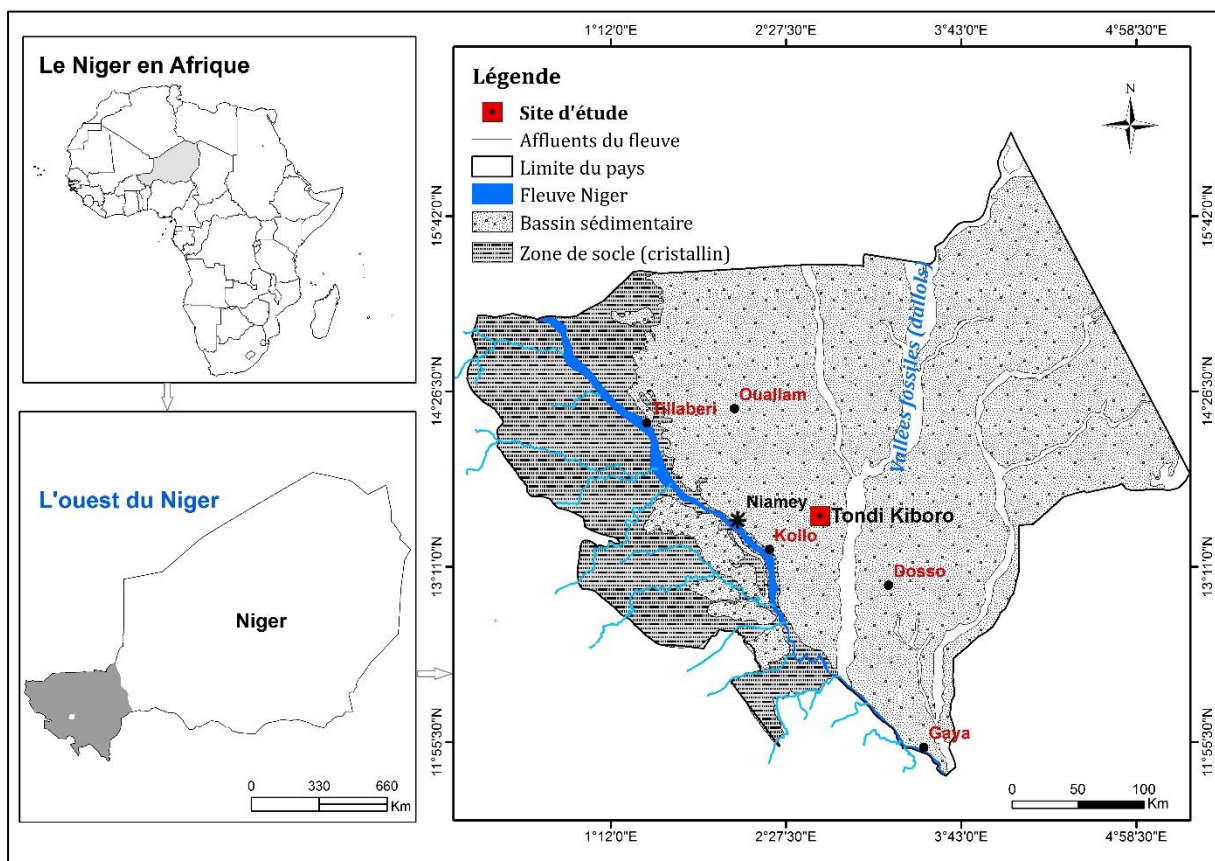 Le Niger en Afrique
L'ouest du Niger
Niger
0 330 660
Km
1°12'0"E 2°27'30"E 3°43'0"E 4°58'30"E
Légende
Site d'étude
Affluents du fleuve
Limite du pays
Fleuve Niger
Bassin sédimentaire
Zone de socle (cristallin)
N
15°42'0"N 15°42'0"N
14°26'30"N 14°26'30"N
13°11'0"N 13°11'0"N
11°55'30"N 11°55'30"N
Vallées fossiles (dallols)
Ouallam
Tillaberi
Niamey
Tondi Kiboro
Kollo
Dosso
Gaya
0 50 100
Km
1°12'0"E 2°27'30"E 3°43'0"E 4°58'30"E